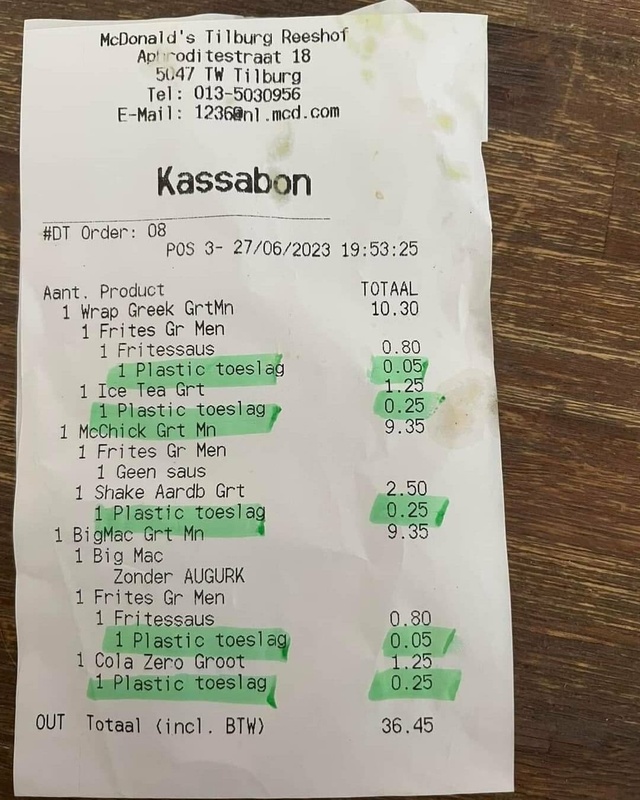 McDonald's Tilburg Reeshof
Aphroditestraat 18
5047 TW Tilburg
Tel: 013-5030956
E-Mail: 1236@nl.mcd.com
Kassabon
#DT Order: 08
POS 3- 27/06/2023 19:53:25
Aant. Product TOTAAL
1 Wrap Greek GrtMn 10.30
1 Frites Gr Men
1 Fritessaus 0.80
1 Plastic toeslag 0.05
1 Ice Tea Grt 1.25
1 Plastic toeslag 0.25
1 McChick Grt Mn 9.35
1 Frites Gr Men
1 Geen saus
1 Shake Aardb Grt 2.50
1 Plastic toeslag 0.25
1 BigMac Grt Mn 9.35
1 Big Mac
Zonder AUGURK
1 Frites Gr Men
1 Fritessaus 0.80
1 Plastic toeslag 0.05
1 Cola Zero Groot 1.25
1 Plastic toeslag 0.25
OUT Totaal (incl. BTW) 36.45